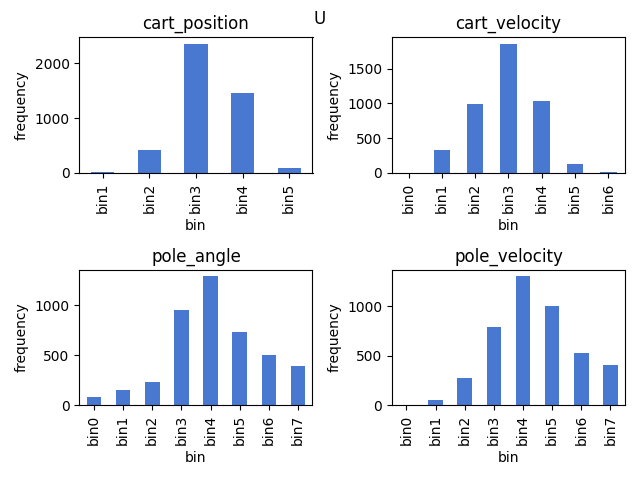 U
cart_position
frequency
2000
1000
0
bin1 bin2 bin3 bin4 bin5
bin
cart_velocity
frequency
1500
1000
500
0
bin0 bin1 bin2 bin3 bin4 bin5 bin6
bin
pole_angle
frequency
1000
500
0
bin0 bin1 bin2 bin3 bin4 bin5 bin6 bin7
bin
pole_velocity
frequency
1000
500
0
bin0 bin1 bin2 bin3 bin4 bin5 bin6 bin7
bin